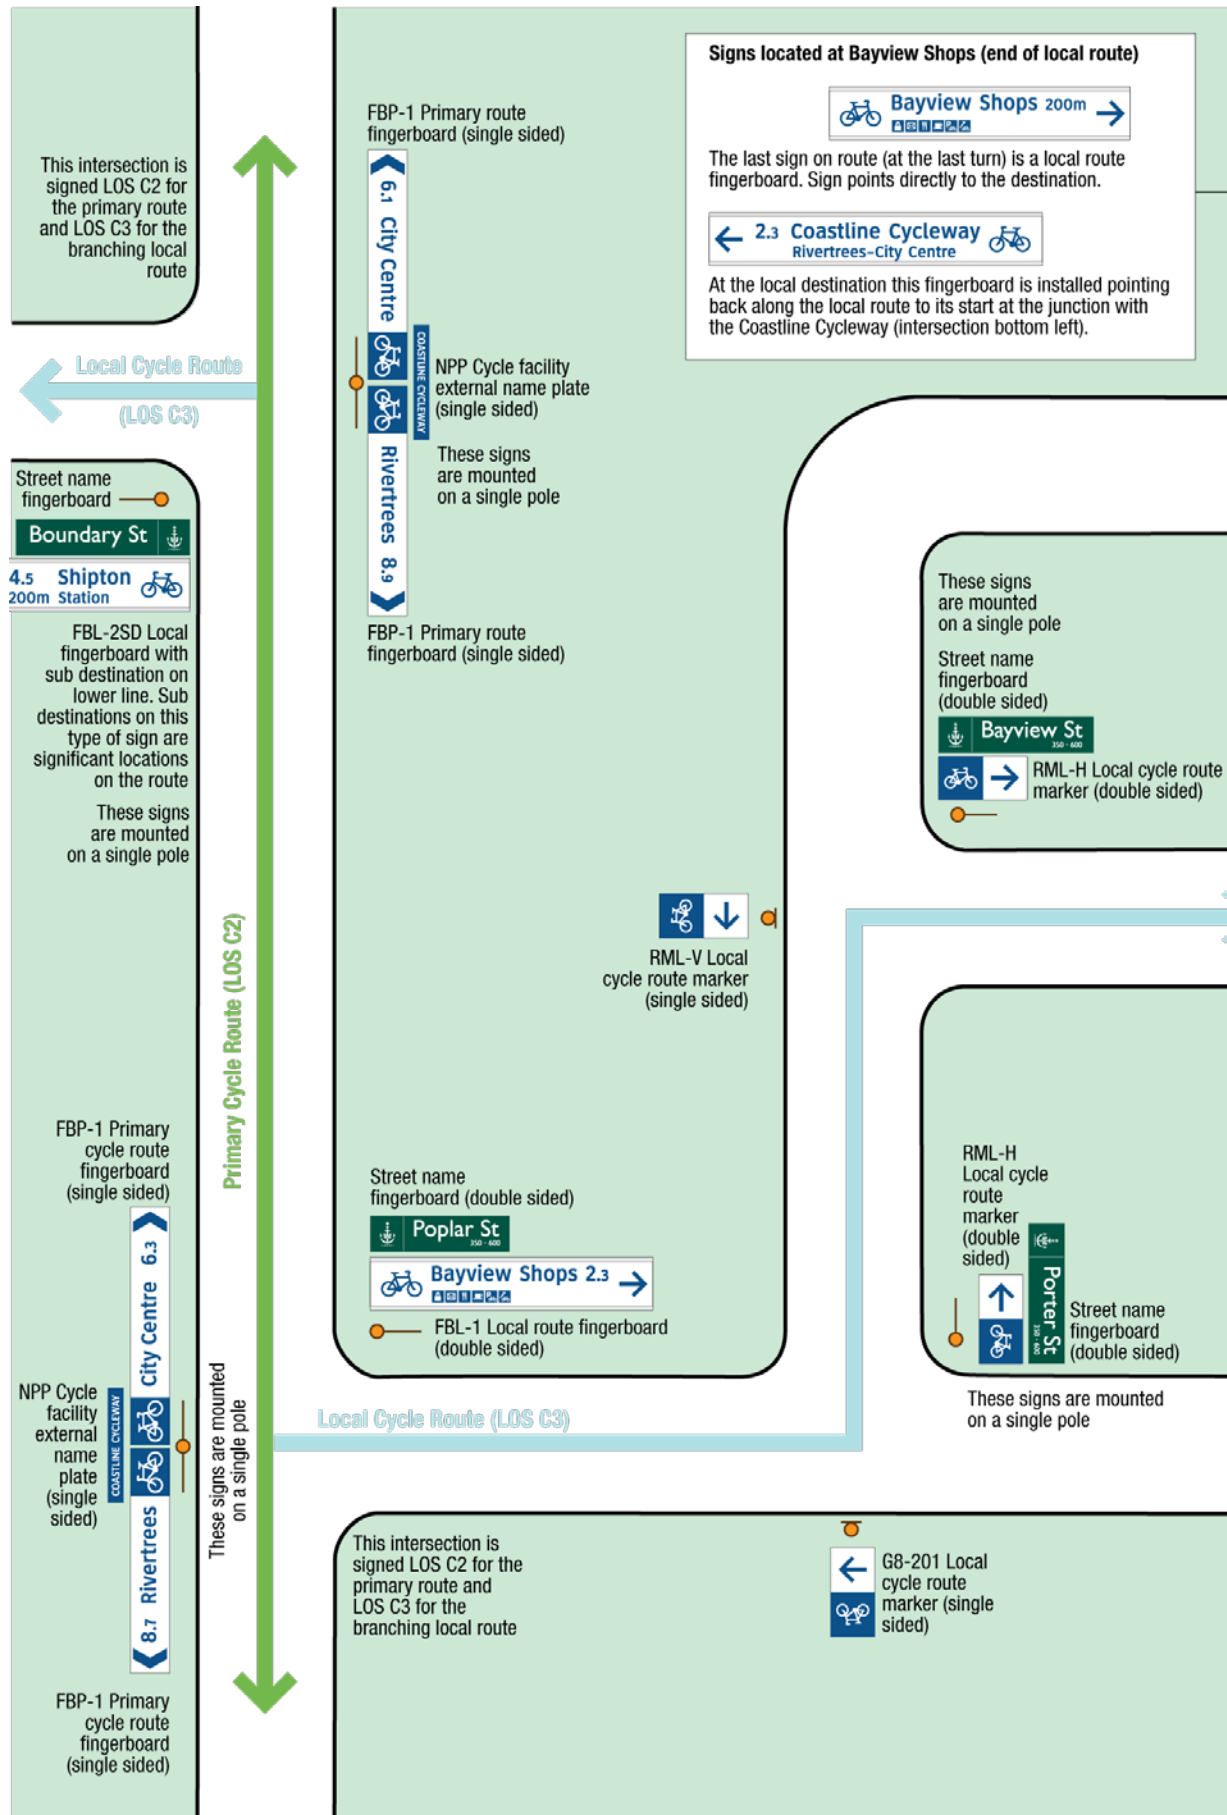 This intersection is
signed LOS C2 for
the primary route
and LOS C3 for the
branching local
route
FBP-1 Primary route
fingerboard (single sided)
6.1 City Centre
COASTLINE CYCLEWAY
Rivertrees 8.9
NPP Cycle facility
external name plate
(single sided)
These signs
are mounted
on a single pole
FBP-1 Primary route
fingerboard (single sided)
Signs located at Bayview Shops (end of local route)
Bayview Shops 200m
The last sign on route (at the last turn) is a local route
fingerboard. Sign points directly to the destination.
2.3 Coastline Cycleway
Rivertrees–City Centre
At the local destination this fingerboard is installed pointing
back along the local route to its start at the junction with
the Coastline Cycleway (intersection bottom left).
Local Cycle Route
(LOS C3)
Street name
fingerboard
Boundary St
4.5 Shipton
200m Station
FBL-2SD Local
fingerboard with
sub destination on
lower line. Sub
destinations on this
type of sign are
significant locations
on the route
These signs
are mounted
on a single pole
Primary Cycle Route (LOS C2)
These signs
are mounted
on a single pole
Street name
fingerboard
(double sided)
Bayview St
350 - 600
RML-H Local cycle route
marker (double sided)
RML-V Local
cycle route marker
(single sided)
FBP-1 Primary
cycle route
fingerboard
(single sided)
City Centre 6.3
COASTLINE CYCLEWAY
8.7 Rivertrees
NPP Cycle
facility
external
name
plate
(single
sided)
These signs are mounted
on a single pole
FBP-1 Primary
cycle route
fingerboard
(single sided)
Street name
fingerboard (double sided)
Poplar St
350 - 600
Bayview Shops 2.3
FBL-1 Local route fingerboard
(double sided)
Local Cycle Route (LOS C3)
RML-H
Local cycle
route
marker
(double
sided)
Porter St
350 - 600
Street name
fingerboard
(double sided)
These signs are mounted
on a single pole
This intersection is
signed LOS C2 for the
primary route and
LOS C3 for the
branching local route
G8-201 Local
cycle route
marker (single
sided)